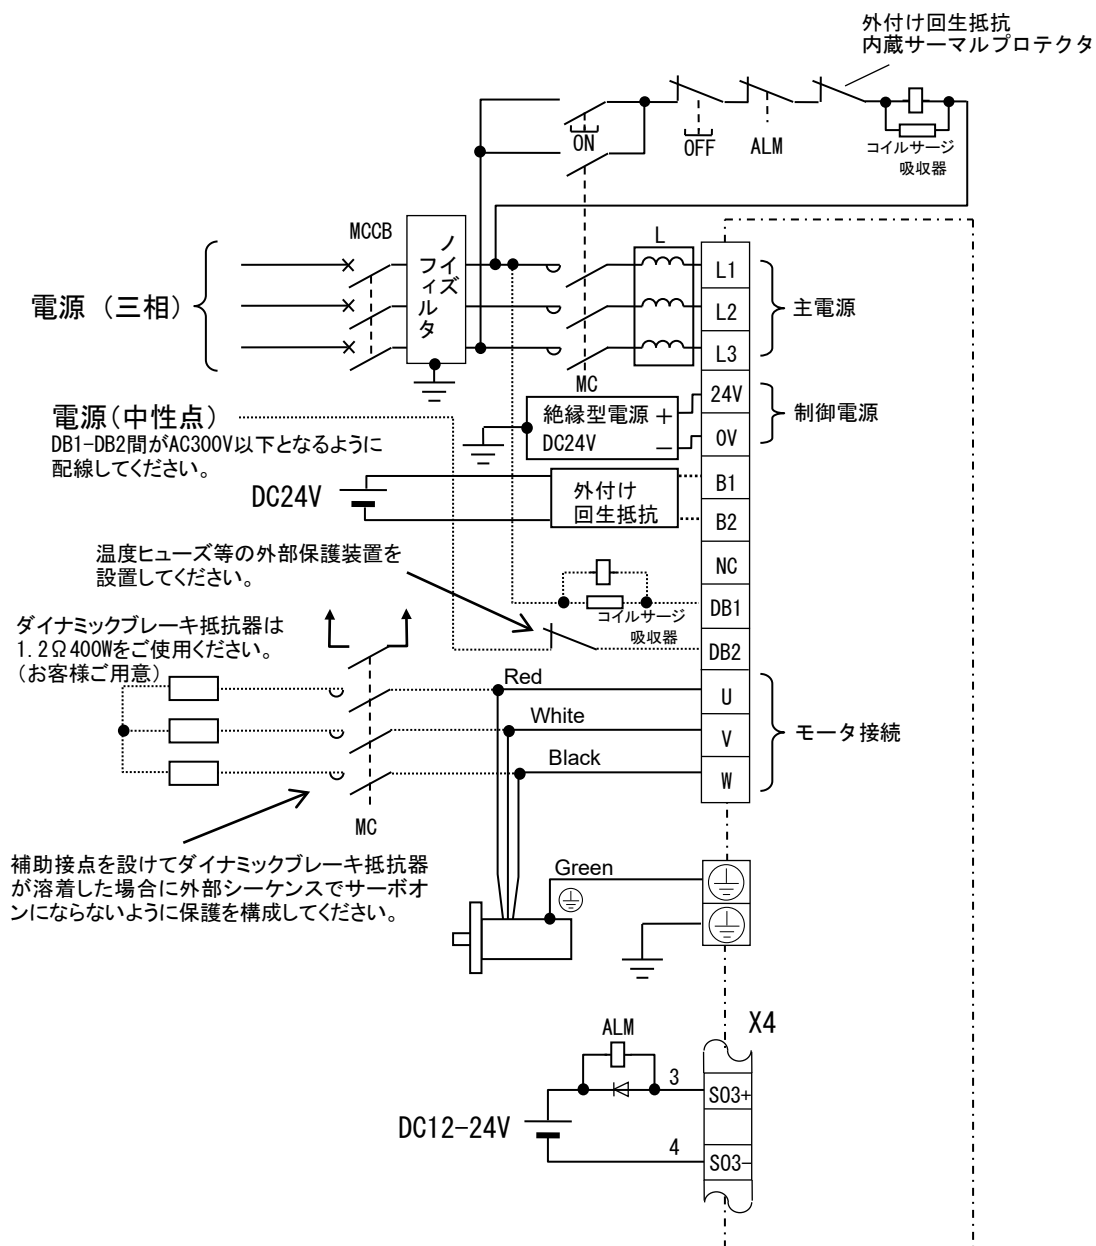 外付け回生抵抗
内蔵サーマルプロテクタ
ON
OFF
ALM
コイルサージ
吸収器
MCCB
ノイズ
フィルタ
L
電源（三相）
L1
L2
L3
主電源
MC
電源（中性点）
DB1-DB2間がAC300V以下となるように
配線してください。
絶縁型電源 +
DC24V －
24V
0V
制御電源
DC24V
外付け
回生抵抗
B1
B2
NC
温度ヒューズ等の外部保護装置を
設置してください。
コイルサージ
吸収器
DB1
DB2
ダイナミックブレーキ抵抗器は
1.2Ω400Wをご使用ください。
（お客様ご用意）
Red
White
Black
U
V
W
モータ接続
MC
補助接点を設けてダイナミックブレーキ抵抗器
が溶着した場合に外部シーケンスでサーボオ
ンにならないように保護を構成してください。
Green
X4
ALM
3
SO3+
DC12-24V
4
SO3-